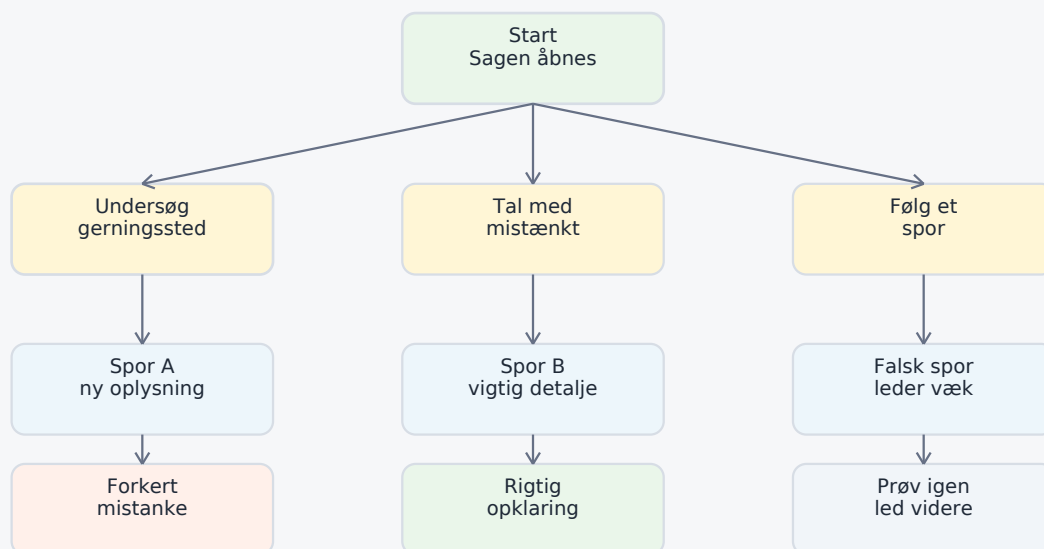 Start
Sagen åbnes
Undersøg
gerningssted
Tal med
mistænkt
Følg et
spor
Spor A
ny oplysning
Spor B
vigtig detalje
Falsk spor
leder væk
Forkert
mistanke
Rigtig
opklaring
Prøv igen
led videre